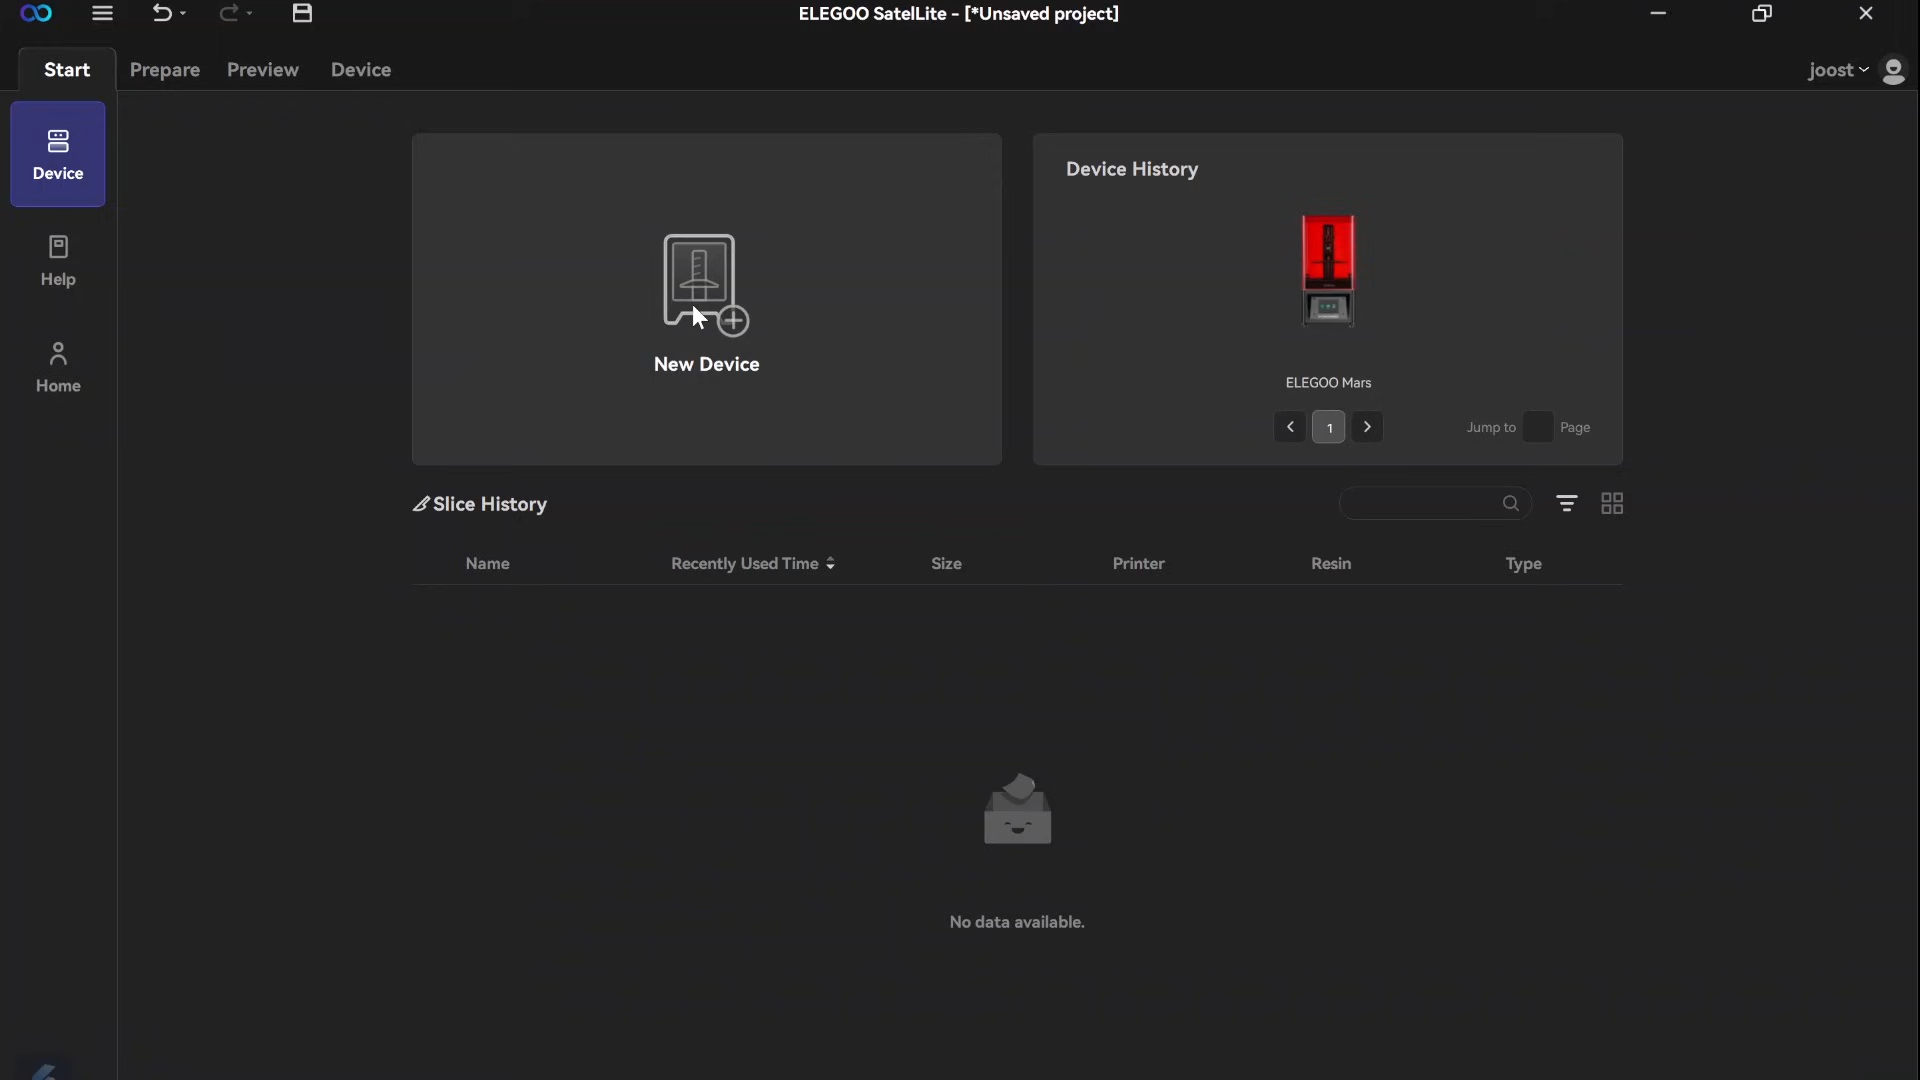 ELEGOO SatelLite - [*Unsaved project]
Start Prepare Preview Device
joost
Device
Help
Home
New Device
Device History
ELEGOO Mars
1
Jump to Page
Slice History
Name Recently Used Time Size Printer Resin Type
No data available.